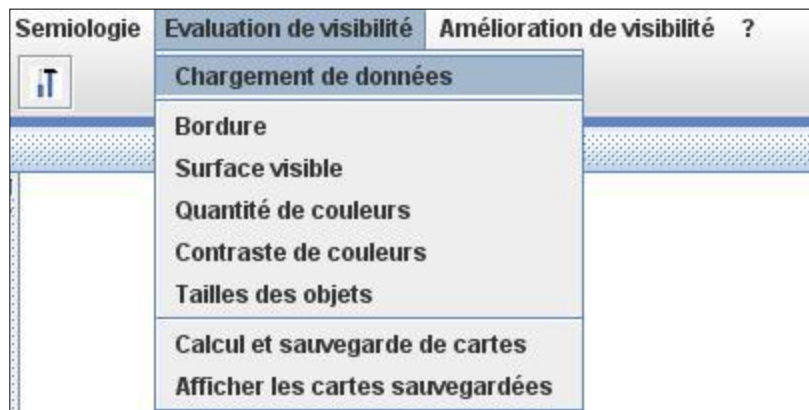 Semiologie Evaluation de visibilité Amélioration de visibilité ?
Chargement de données
Bordure
Surface visible
Quantité de couleurs
Contraste de couleurs
Tailles des objets
Calcul et sauvegarde de cartes
Afficher les cartes sauvegardées